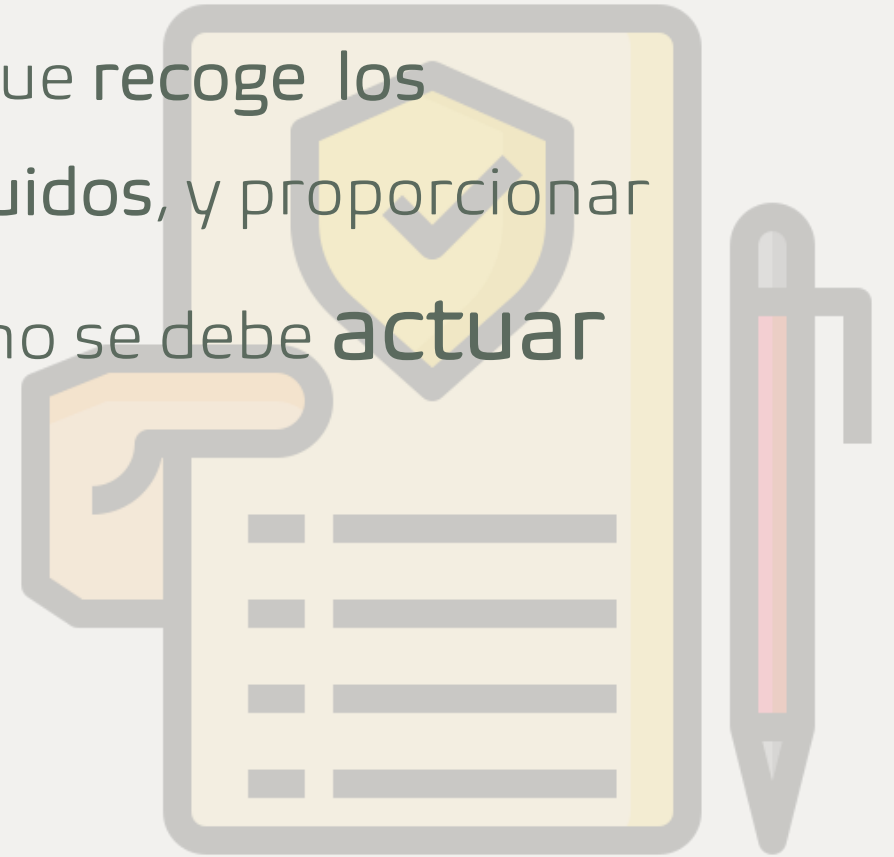 ue recoge los
uidos, y proporcionar
no se debe actuar